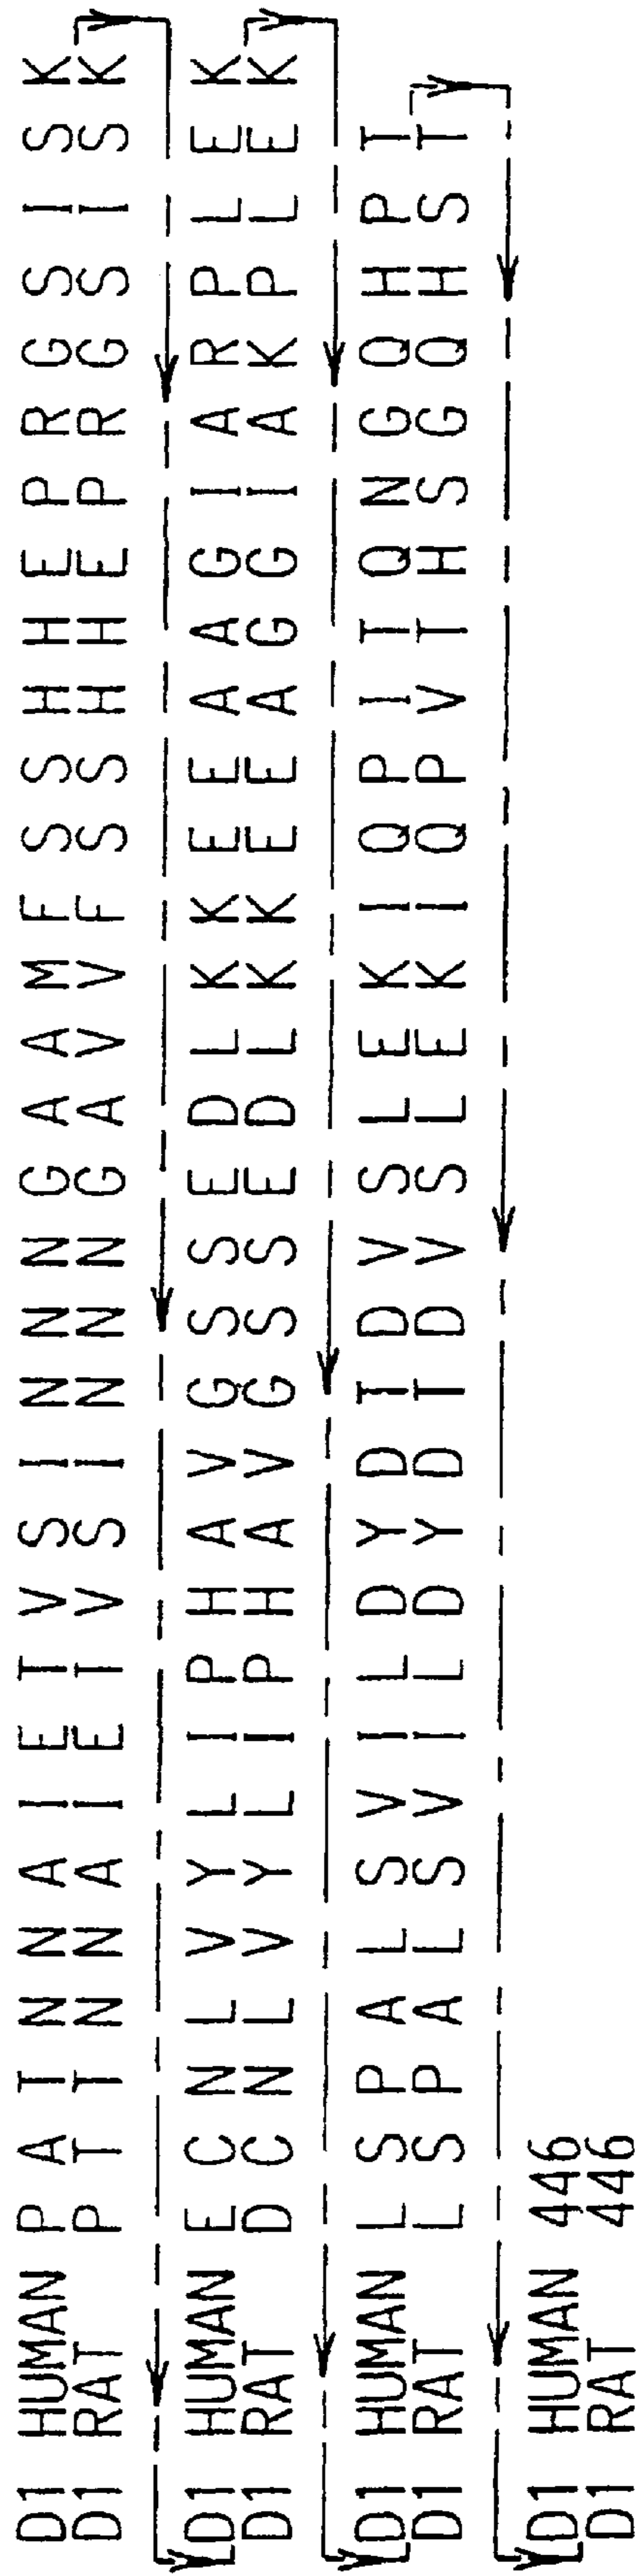 D1 HUMAN P A T N N A I E T V S I N N N G A A M F S S H H E P R G S I S K
D1 RAT P T T N N A I E T V S I N N N G A V V F S S H H E P R G S I S K
D1 HUMAN E C N L V Y L I P H A V G S S E D L K K E E A A G I A R P L E K
D1 RAT D C N L V Y L I P H A V G S S E D L K K E E A G G I A K P L E K
D1 HUMAN L S P A L S V I L D Y D T D V S L E K I Q P I T Q N G Q H P T
D1 RAT L S P A L S V I L D Y D T D V S L E K I Q P V T H S G Q H S T
D1 HUMAN 446
D1 RAT 446